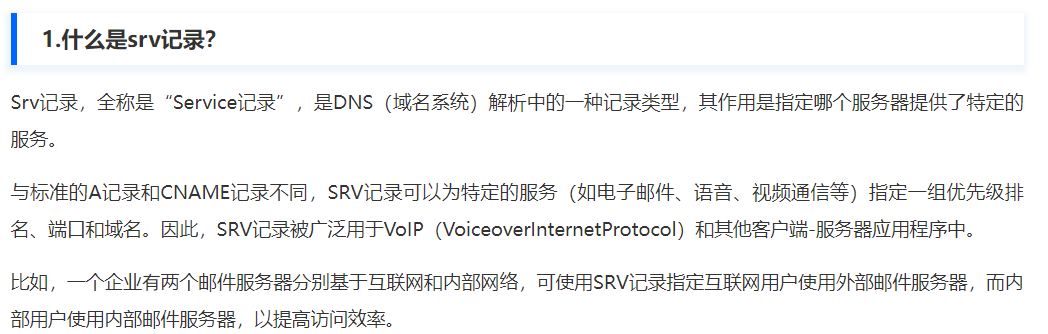 1.什么是srv记录？
Srv记录，全称是“Service记录”，是DNS（域名系统）解析中的一种记录类型，其作用是指定哪个服务器提供了特定的
服务。
与标准的A记录和CNAME记录不同，SRV记录可以为特定的服务（如电子邮件、语音、视频通信等）指定一组优先级排
名、端口和域名。因此，SRV记录被广泛用于VoIP（VoiceoverInternetProtocol）和其他客户端-服务器应用程序中。
比如，一个企业有两个邮件服务器分别基于互联网和内部网络，可使用SRV记录指定互联网用户使用外部邮件服务器，而内
部用户使用内部邮件服务器，以提高访问效率。